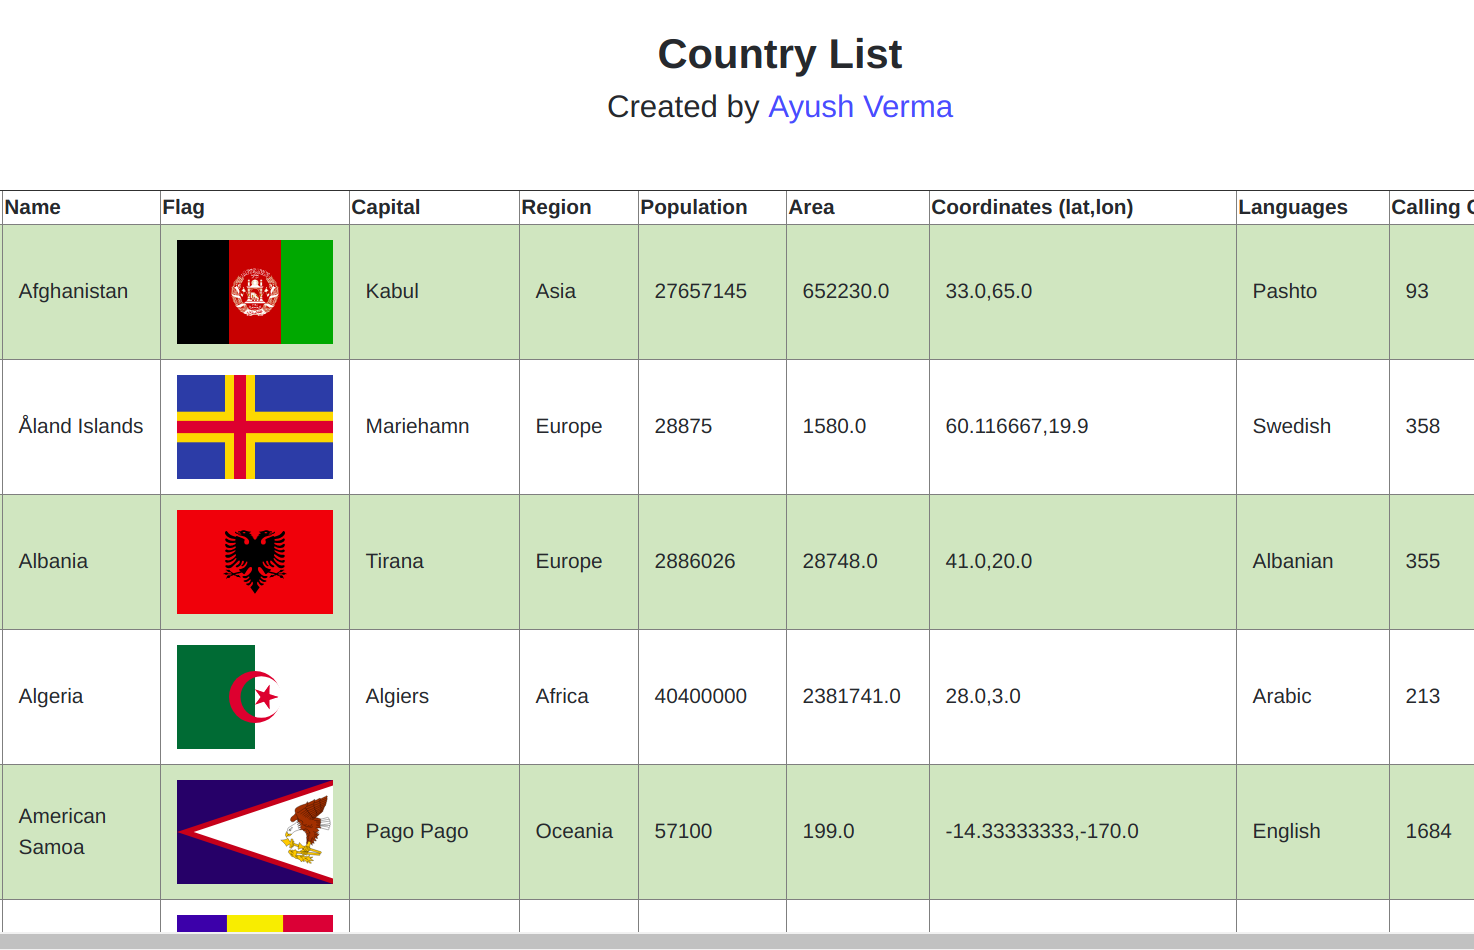 Country List
Created by Ayush Verma
Name Flag Capital Region Population Area Coordinates (lat,lon) Languages Calling
Afghanistan Kabul Asia 27657145 652230.0 33.0,65.0 Pashto 93
Åland Islands Mariehamn Europe 28875 1580.0 60.116667,19.9 Swedish 358
Albania Tirana Europe 2886026 28748.0 41.0,20.0 Albanian 355
Algeria Algiers Africa 40400000 2381741.0 28.0,3.0 Arabic 213
American
Samoa Pago Pago Oceania 57100 199.0 -14.33333333,-170.0 English 1684